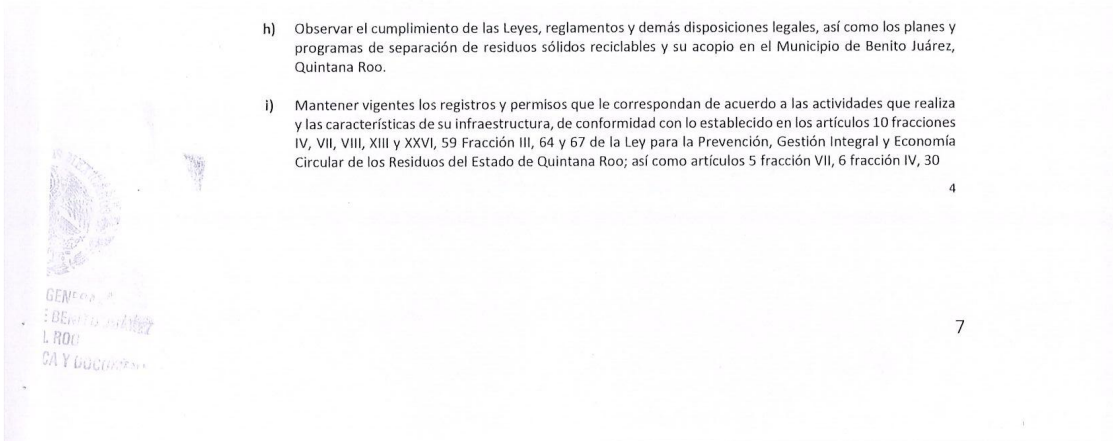 h) Observar el cumplimiento de las Leyes, reglamentos y demás disposiciones legales, así como los planes y
programas de separación de residuos sólidos reciclables y su acopio en el Municipio de Benito Juárez,
Quintana Roo.
i) Mantener vigentes los registros y permisos que le correspondan de acuerdo a las actividades que realiza
y las características de su infraestructura, de conformidad con lo establecido en los artículos 10 fracciones
IV, VII, VIII, XIII y XXVI, 59 Fracción III, 64 y 67 de la Ley para la Prevención, Gestión Integral y Economía
Circular de los Residuos del Estado de Quintana Roo; así como artículos 5 fracción VII, 6 fracción IV, 30
4
L ROO
CA Y
7